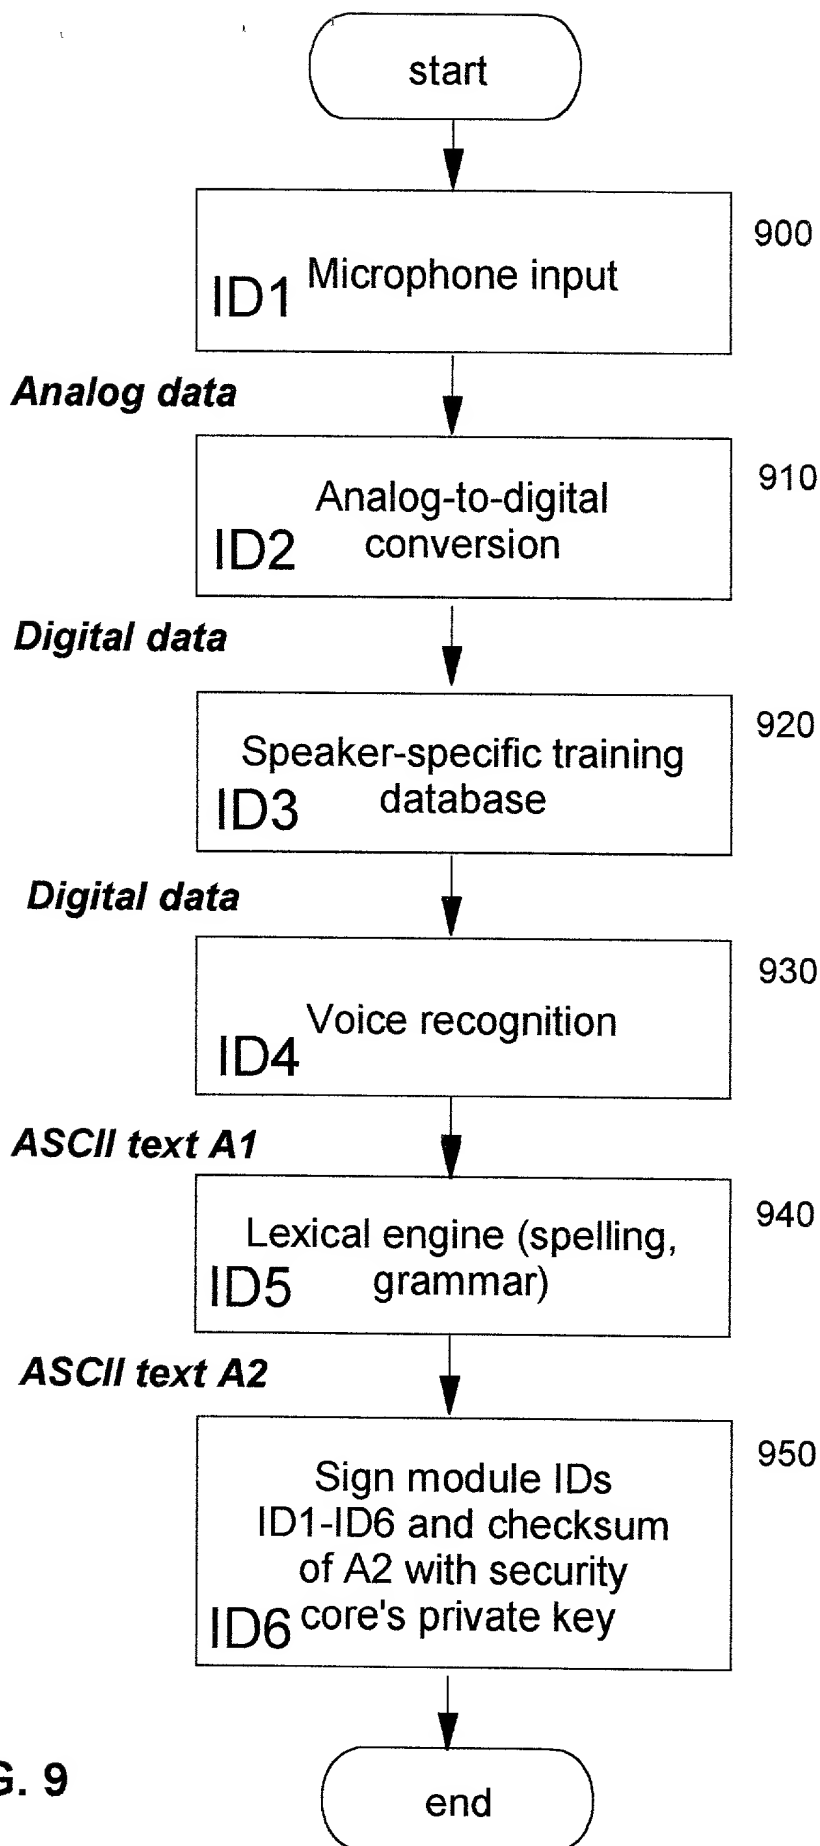 start
900
ID1 Microphone input
Analog data
910
Analog-to-digital
ID2 conversion
Digital data
920
Speaker-specific training
ID3 database
Digital data
930
Voice recognition
ID4
ASCII text A1
940
Lexical engine (spelling,
ID5 grammar)
ASCII text A2
950
Sign module IDs
ID1-ID6 and checksum
of A2 with security
ID6 core's private key
G. 9
end